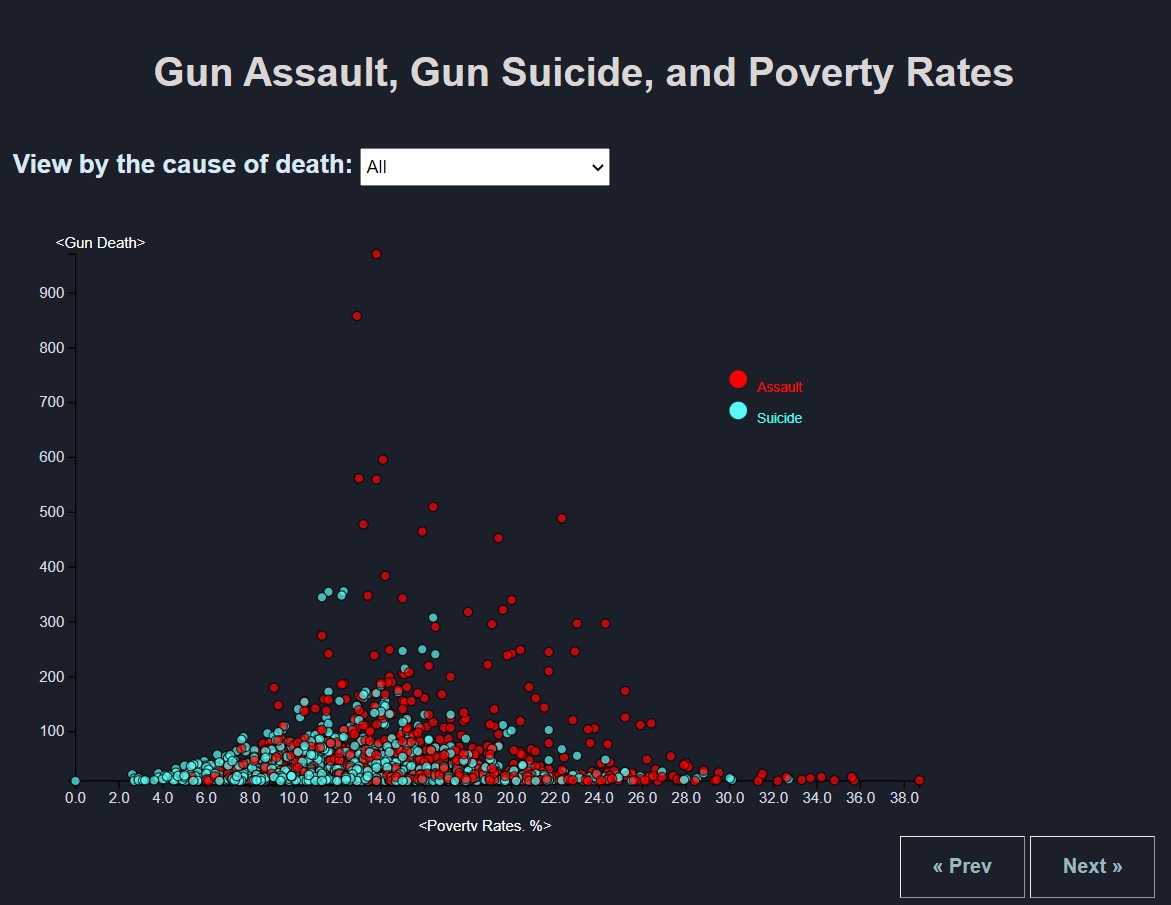 Gun Assault, Gun Suicide, and Poverty Rates
View by the cause of death: All
<Gun Death>
900
800
700
600
500
400
300
200
100
Assault
Suicide
0.0 2.0 4.0 6.0 8.0 10.0 12.0 14.0 16.0 18.0 20.0 22.0 24.0 26.0 28.0 30.0 32.0 34.0 36.0 38.0
<Poverty Rates, %>
« Prev Next »